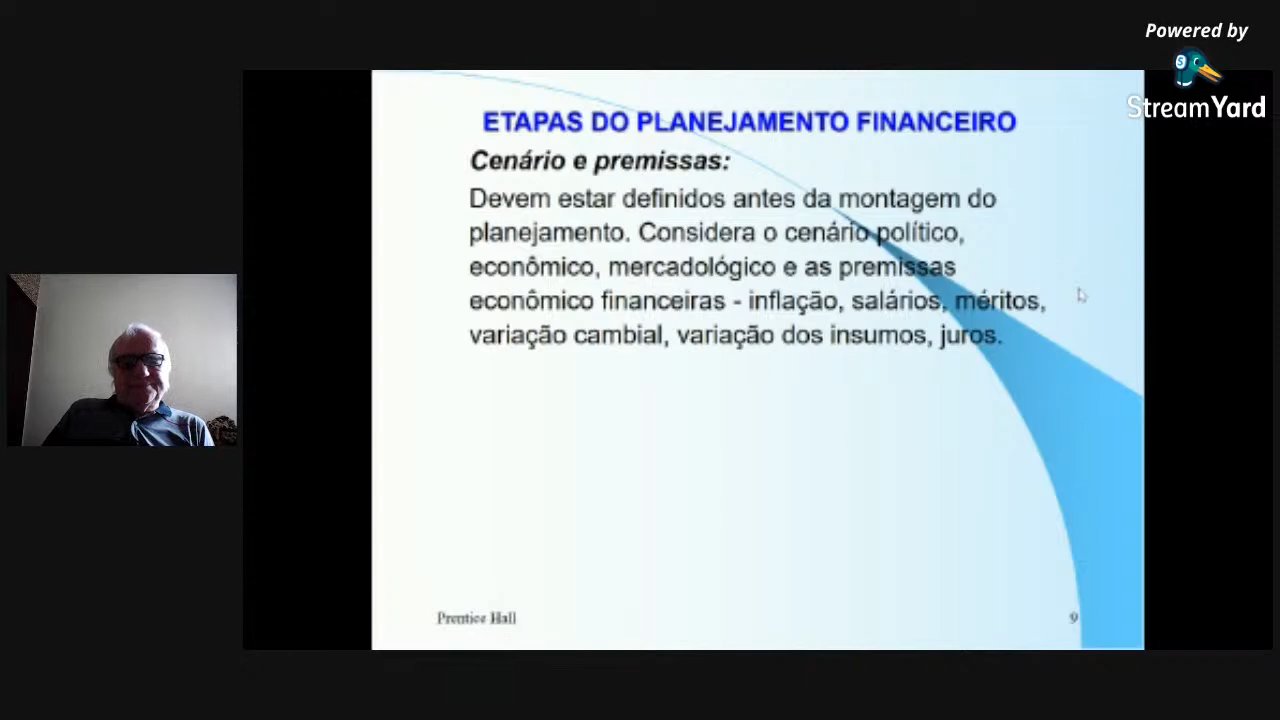 Powered by
StreamYard
ETAPAS DO PLANEJAMENTO FINANCEIRO
Cenário e premissas:
Devem estar definidos antes da montagem do
planejamento. Considera o cenário político,
econômico, mercadológico e as premissas
econômico financeiras - inflação, salários, méritos,
variação cambial, variação dos insumos, juros.
Prentice Hall
9